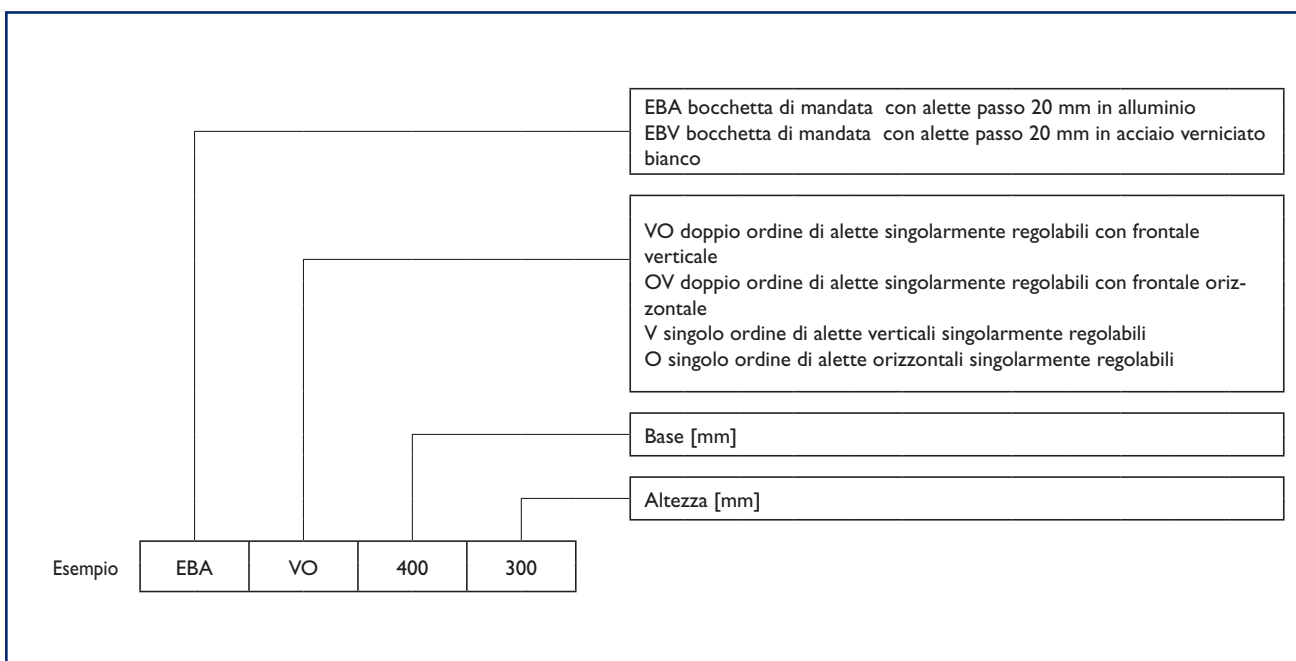 EBA bocchetta di mandata con alette passo 20 mm in alluminio
EBV bocchetta di mandata con alette passo 20 mm in acciaio verniciato
bianco
VO doppio ordine di alette singolarmente regolabili con frontale
verticale
OV doppio ordine di alette singolarmente regolabili con frontale oriz-
zontale
V singolo ordine di alette verticali singolarmente regolabili
O singolo ordine di alette orizzontali singolarmente regolabili
Base [mm]
Altezza [mm]
Esempio EBA VO 400 300